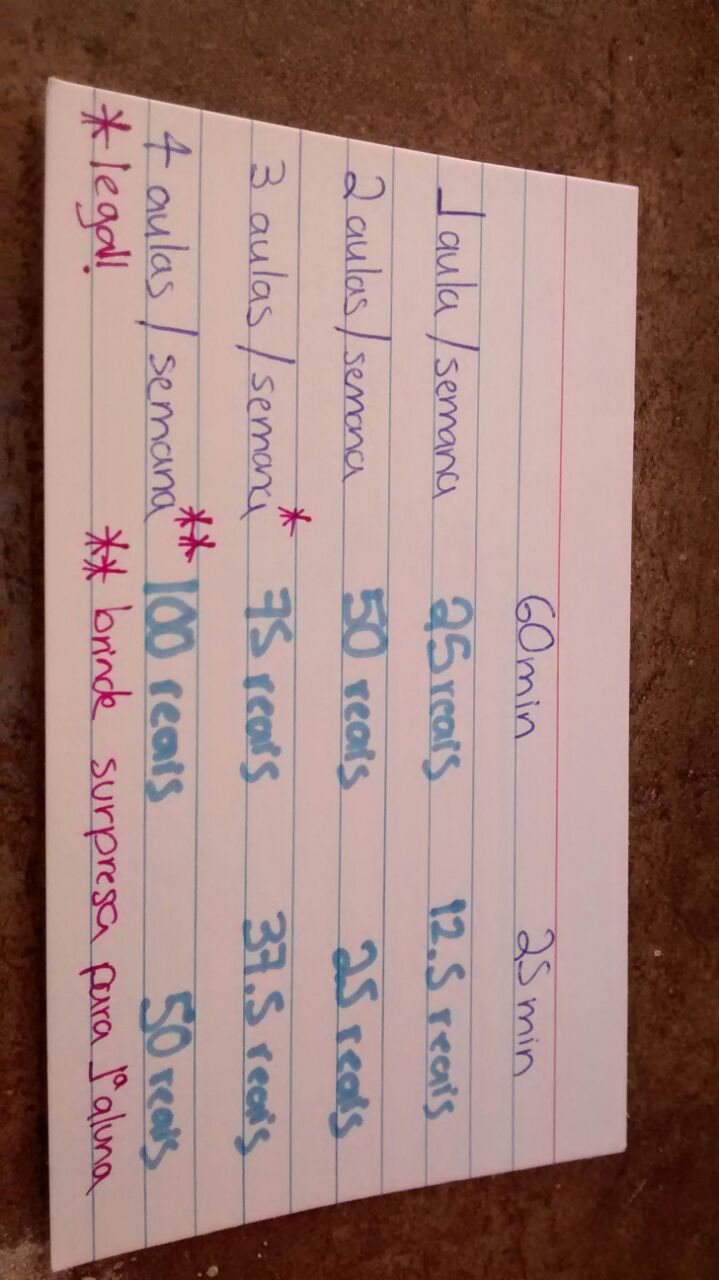 60min 25min
1 aula/semana 25 reais 12.5 reais
2 aulas/semana 50 reais 25 reais
3 aulas/semana* 75 reais 37.5 reais
4 aulas/semana** 100 reais 50 reais
*legal! **brinde surpresa para 1ª aluna